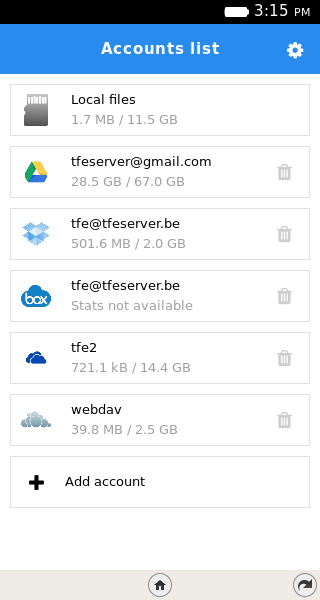 3:15 PM
Accounts list
Local files
1.7 MB / 11.5 GB
tfeserver@gmail.com
28.5 GB / 67.0 GB
tfe@tfeserver.be
501.6 MB / 2.0 GB
box
tfe@tfeserver.be
Stats not available
tfe2
721.1 kB / 14.4 GB
webdav
39.8 MB / 2.5 GB
Add account